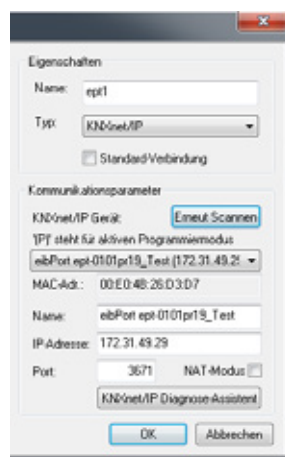 Eigenschaften
Name: ept1
Typ: KNXnet/IP
Standard-Verbindung
Kommunikationsparameter
KNXnet/IP Gerät: Erneut Scannen
'[P]' steht für aktiven Programmiermodus
eibPort ept-0101pr19_Test (172.31.49.2
MAC-Adr.: 00:E0:4B:26:D3:D7
Name: eibPort ept-0101pr19_Test
IP-Adresse: 172.31.49.29
Port: 3671 NAT-Modus
KNXnet/IP Diagnose-Assistent
OK Abbrechen